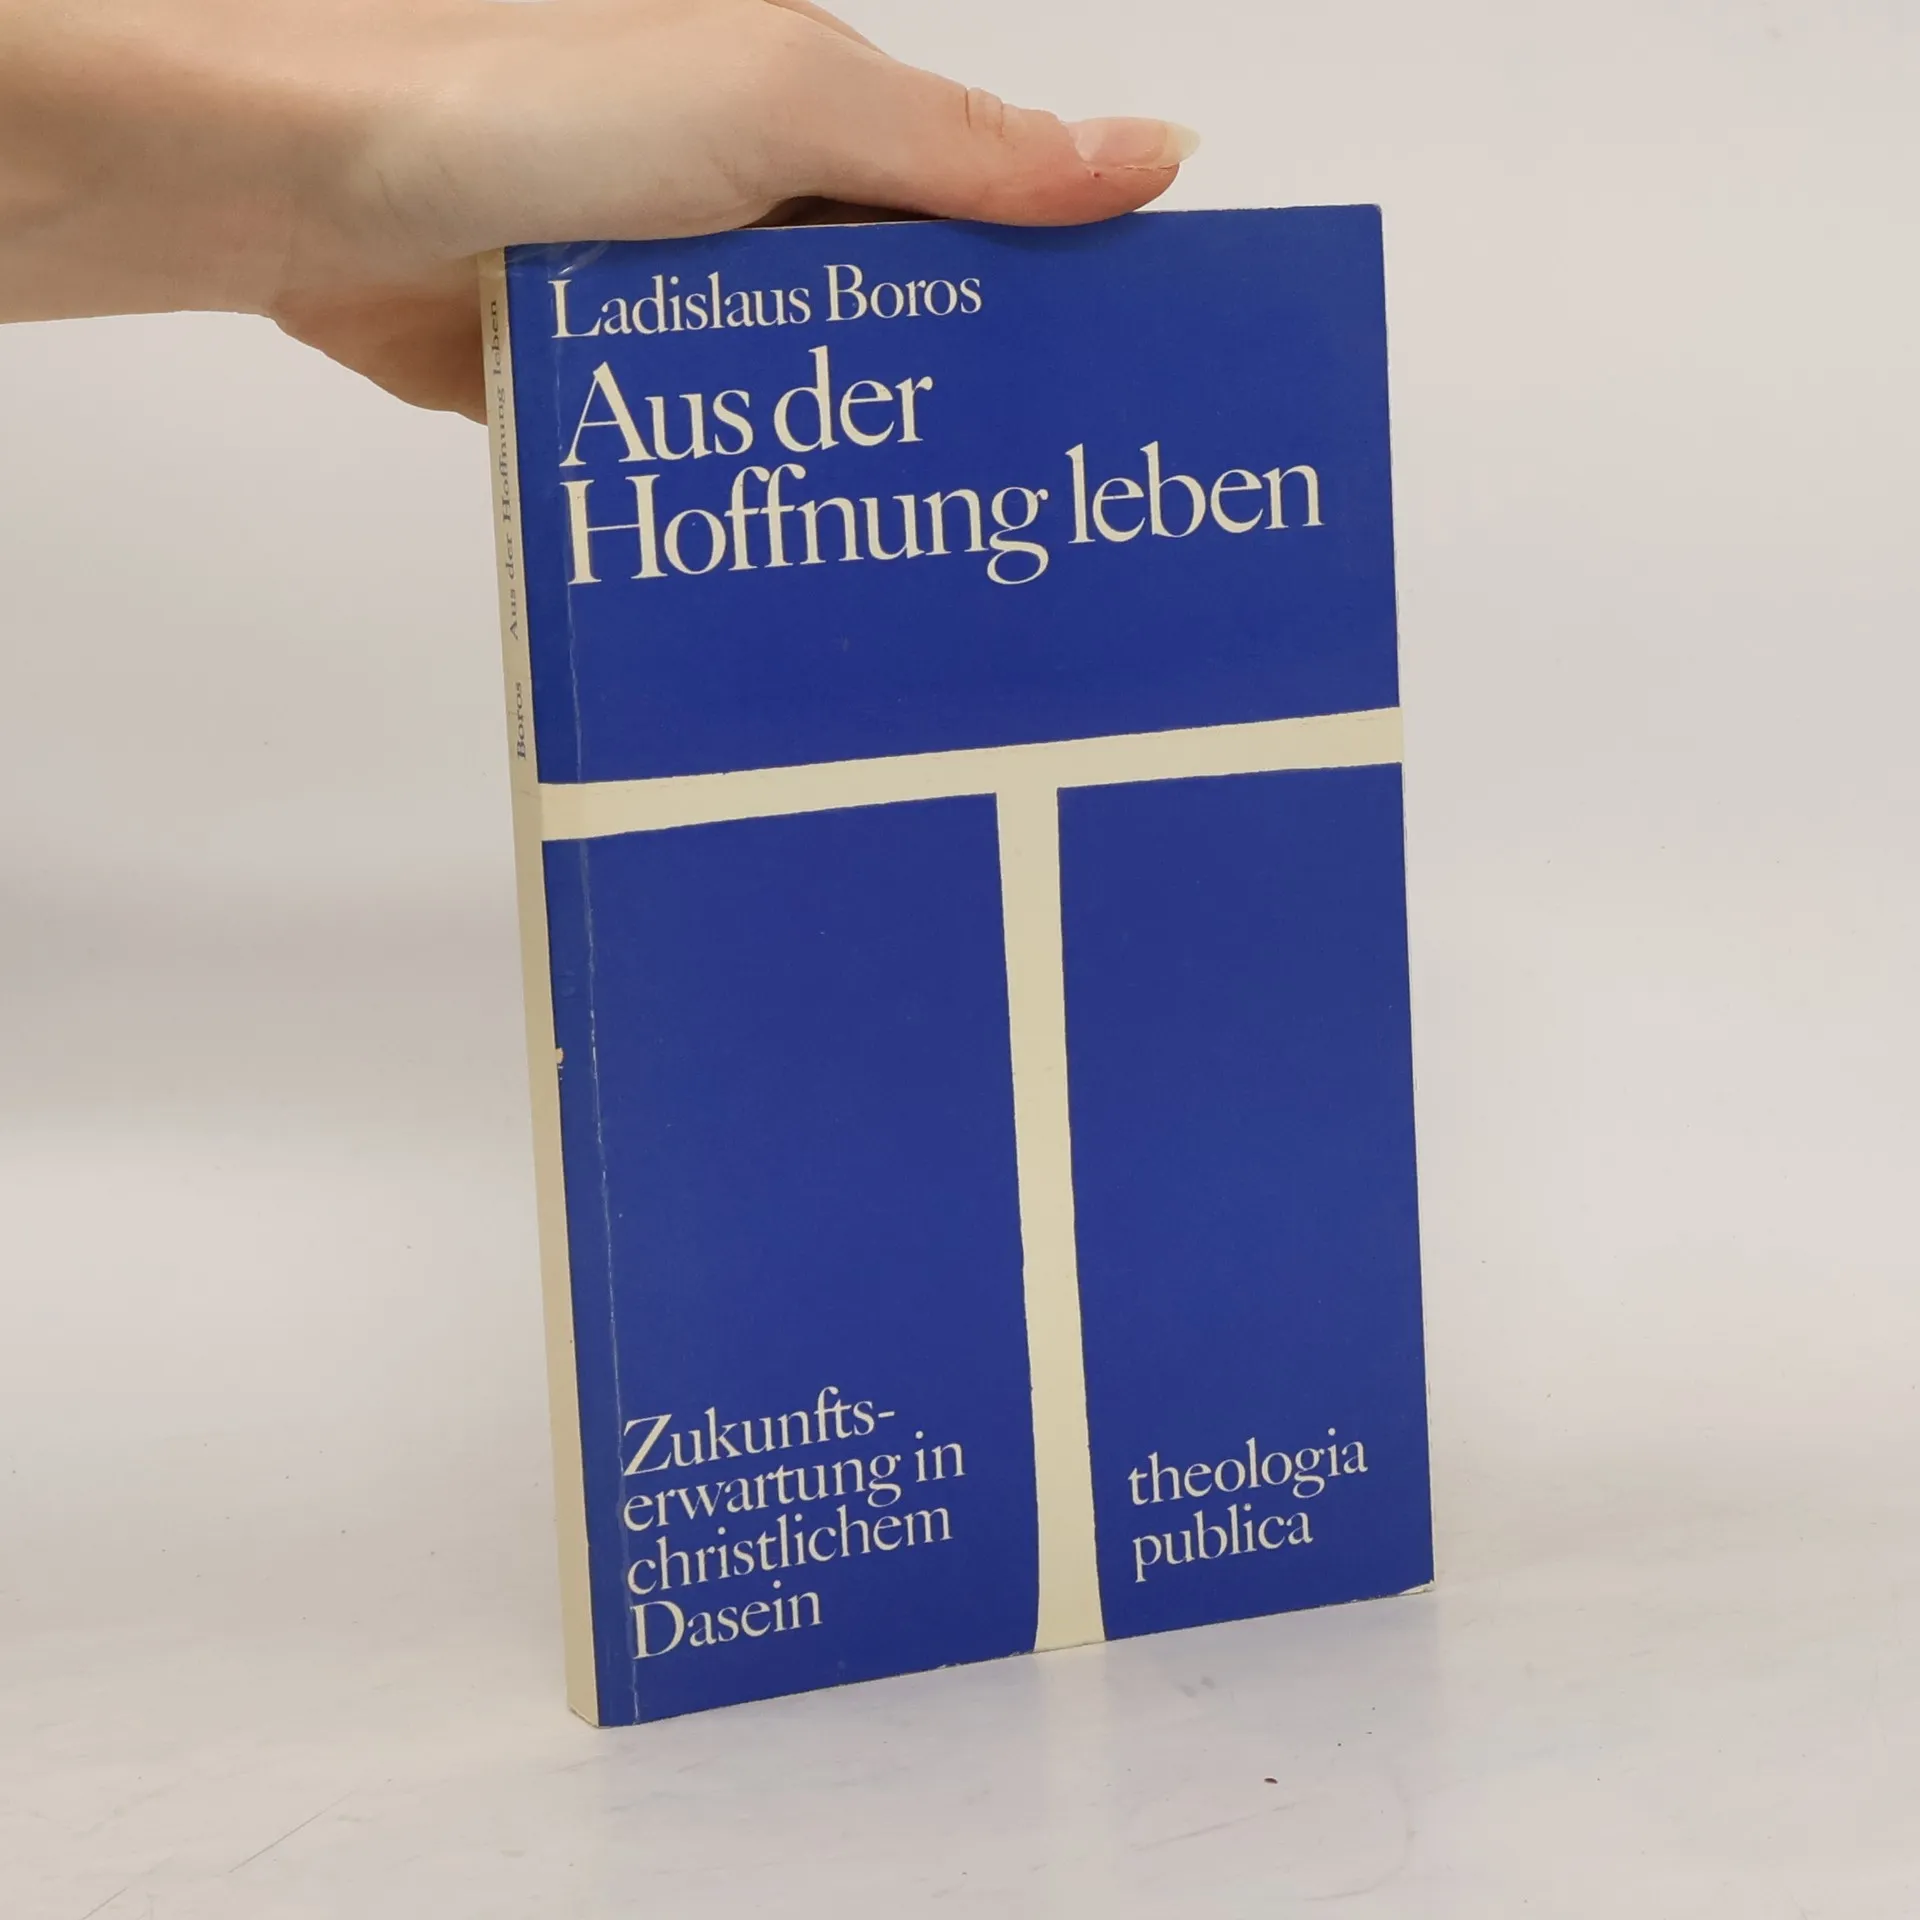 Ladislaus Boros
Aus der
Hoffnung leben
Zukunfts-
erwartung in
christlichem
Dasein
theologia
publica
Boros Aus der Hoffnung leben